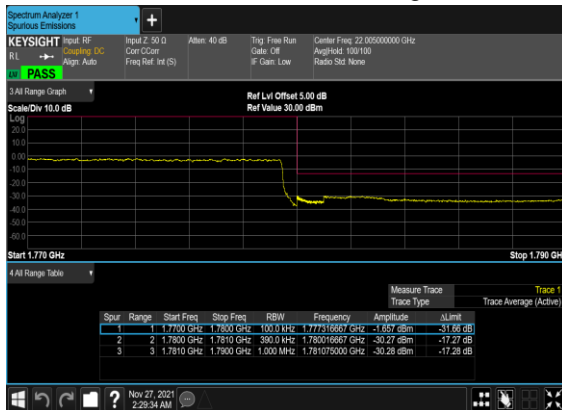 Spectrum Analyzer 1
Spurious Emissions
+
KEYSIGHT Input: RF Input Z: 50 Ω Atten: 40 dB Trig: Free Run Center Freq: 22.005000000 GHz
RL Coupling: DC Corr CCorr Gate: Off Avg|Hold: 100/100
Align: Auto Freq Ref: Int (S) IF Gain: Low Radio Std: None
PASS
3 All Range Graph Ref Lvl Offset 5.00 dB
Scale/Div 10.0 dB Ref Value 30.00 dBm
Log
20.0
10.0
0.00
-10.0
-20.0
-30.0
-40.0
-50.0
-60.0
Start 1.770 GHz Stop 1.790 GHz
4 All Range Table
Measure Trace Trace 1
Trace Type Trace Average (Active)
Spur Range Start Freq Stop Freq RBW Frequency Amplitude ΔLimit
1 1 1.7700 GHz 1.7800 GHz 100.0 kHz 1.777316667 GHz -1.657 dBm -31.66 dB
2 2 1.7800 GHz 1.7810 GHz 390.0 kHz 1.780016667 GHz -30.27 dBm -17.27 dB
3 3 1.7810 GHz 1.7900 GHz 1.000 MHz 1.781075000 GHz -30.28 dBm -17.28 dB
? Nov 27, 2021
2:29:34 AM